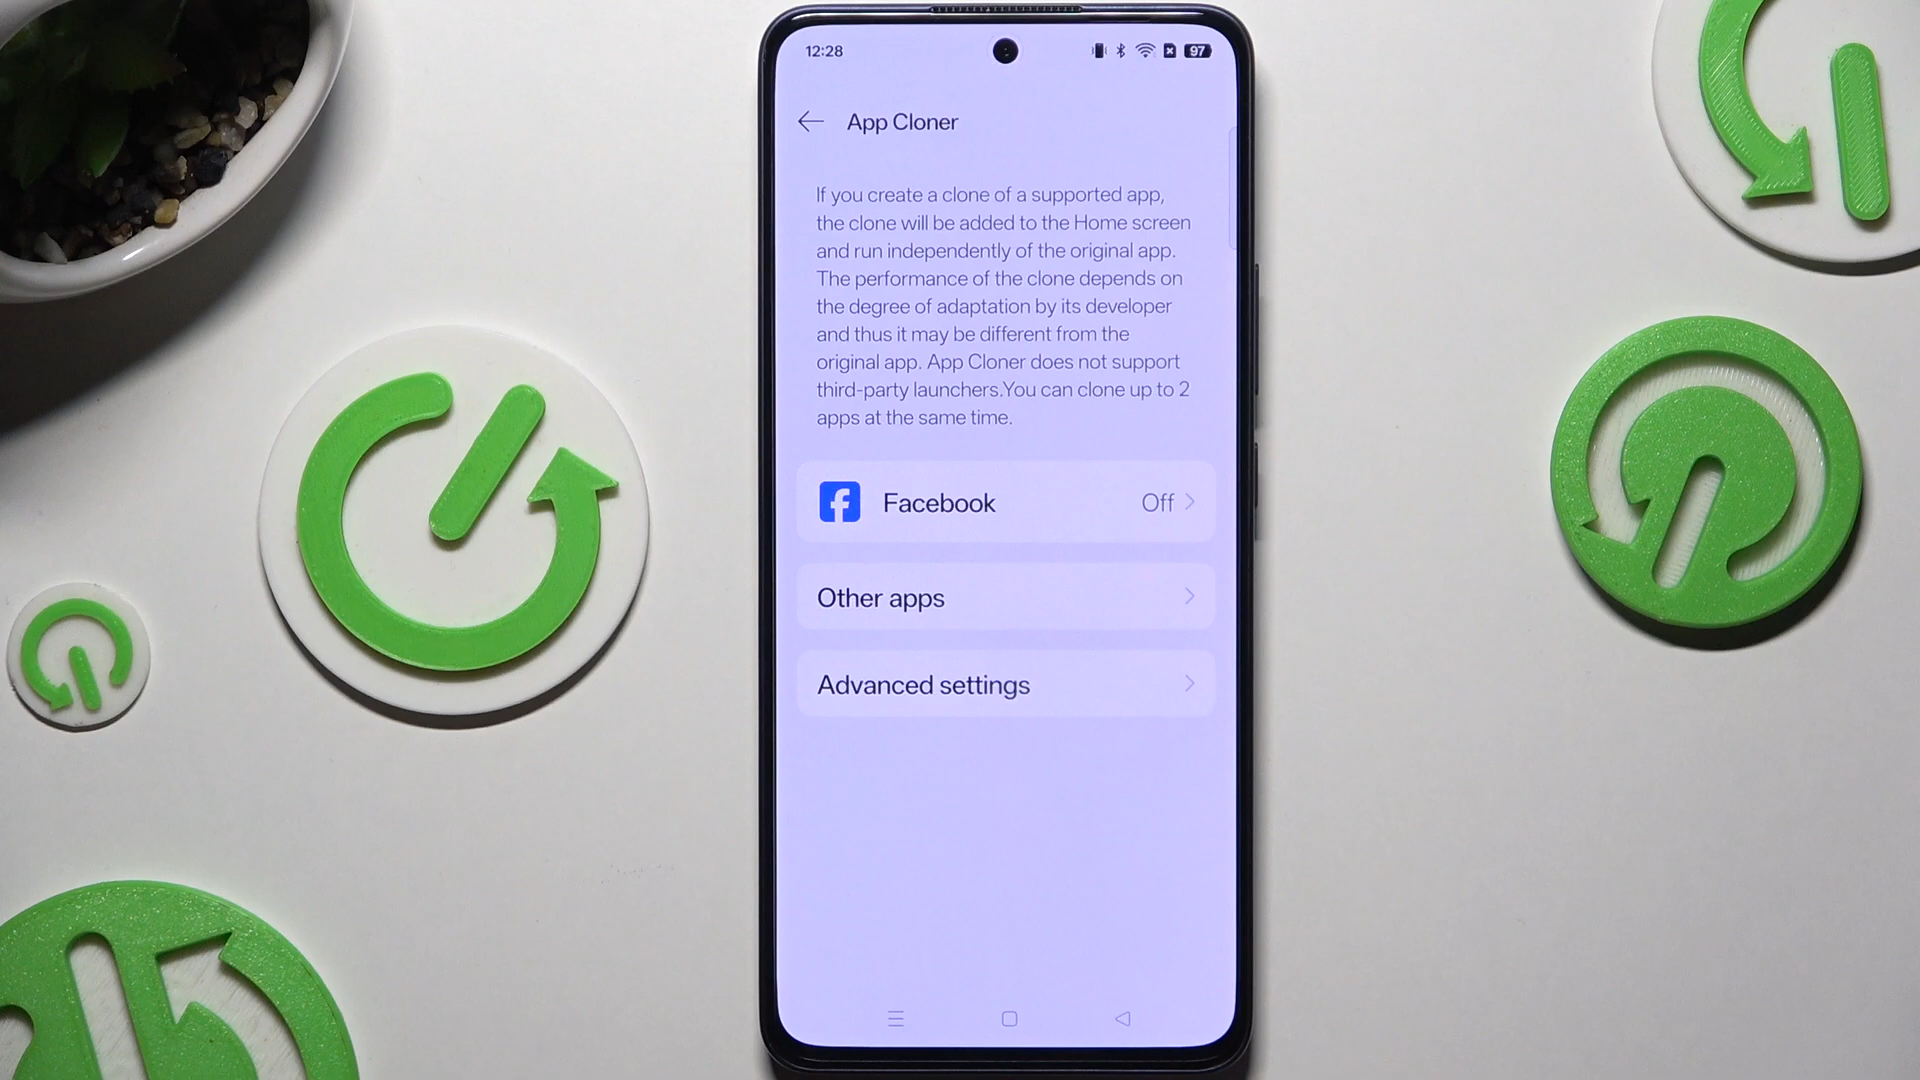 12:28
97
App Cloner
If you create a clone of a supported app,
the clone will be added to the Home screen
and run independently of the original app.
The performance of the clone depends on
the degree of adaptation by its developer
and thus it may be different from the
original app. App Cloner does not support
third-party launchers.You can clone up to 2
apps at the same time.
Facebook Off
Other apps
Advanced settings